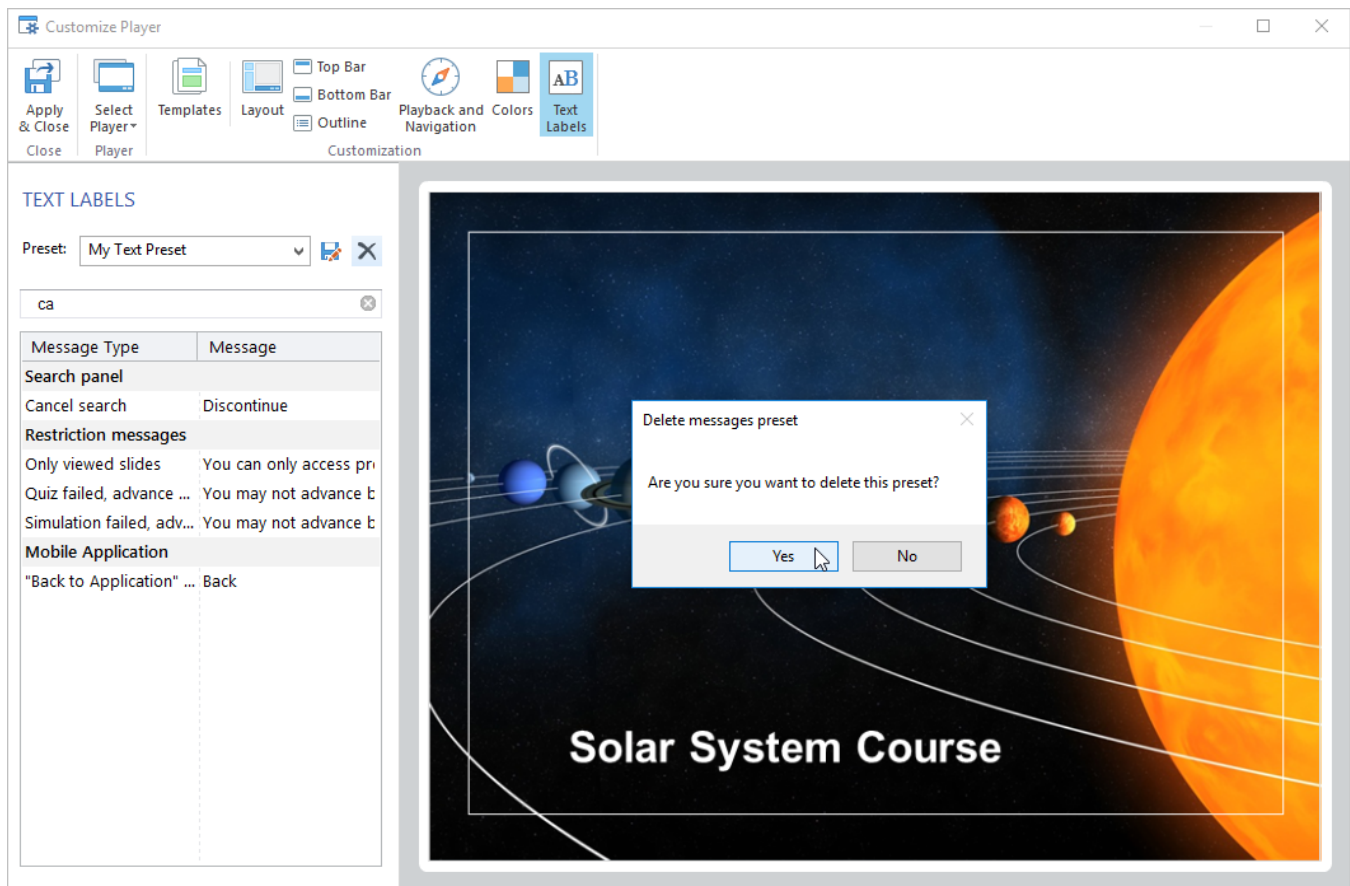 Customize Player
Apply & Close
Select Player
Templates
Layout
Top Bar
Bottom Bar
Outline
Playback and Navigation
Colors
AB
Text Labels
Close
Player
Customization
TEXT LABELS
Preset:
My Text Preset
ca
Message Type Message
Search panel
Cancel search Discontinue
Restriction messages
Only viewed slides You can only access pr
Quiz failed, advance ... You may not advance b
Simulation failed, adv... You may not advance b
Mobile Application
"Back to Application" ... Back
Delete messages preset
Are you sure you want to delete this preset?
Yes
No
Solar System Course